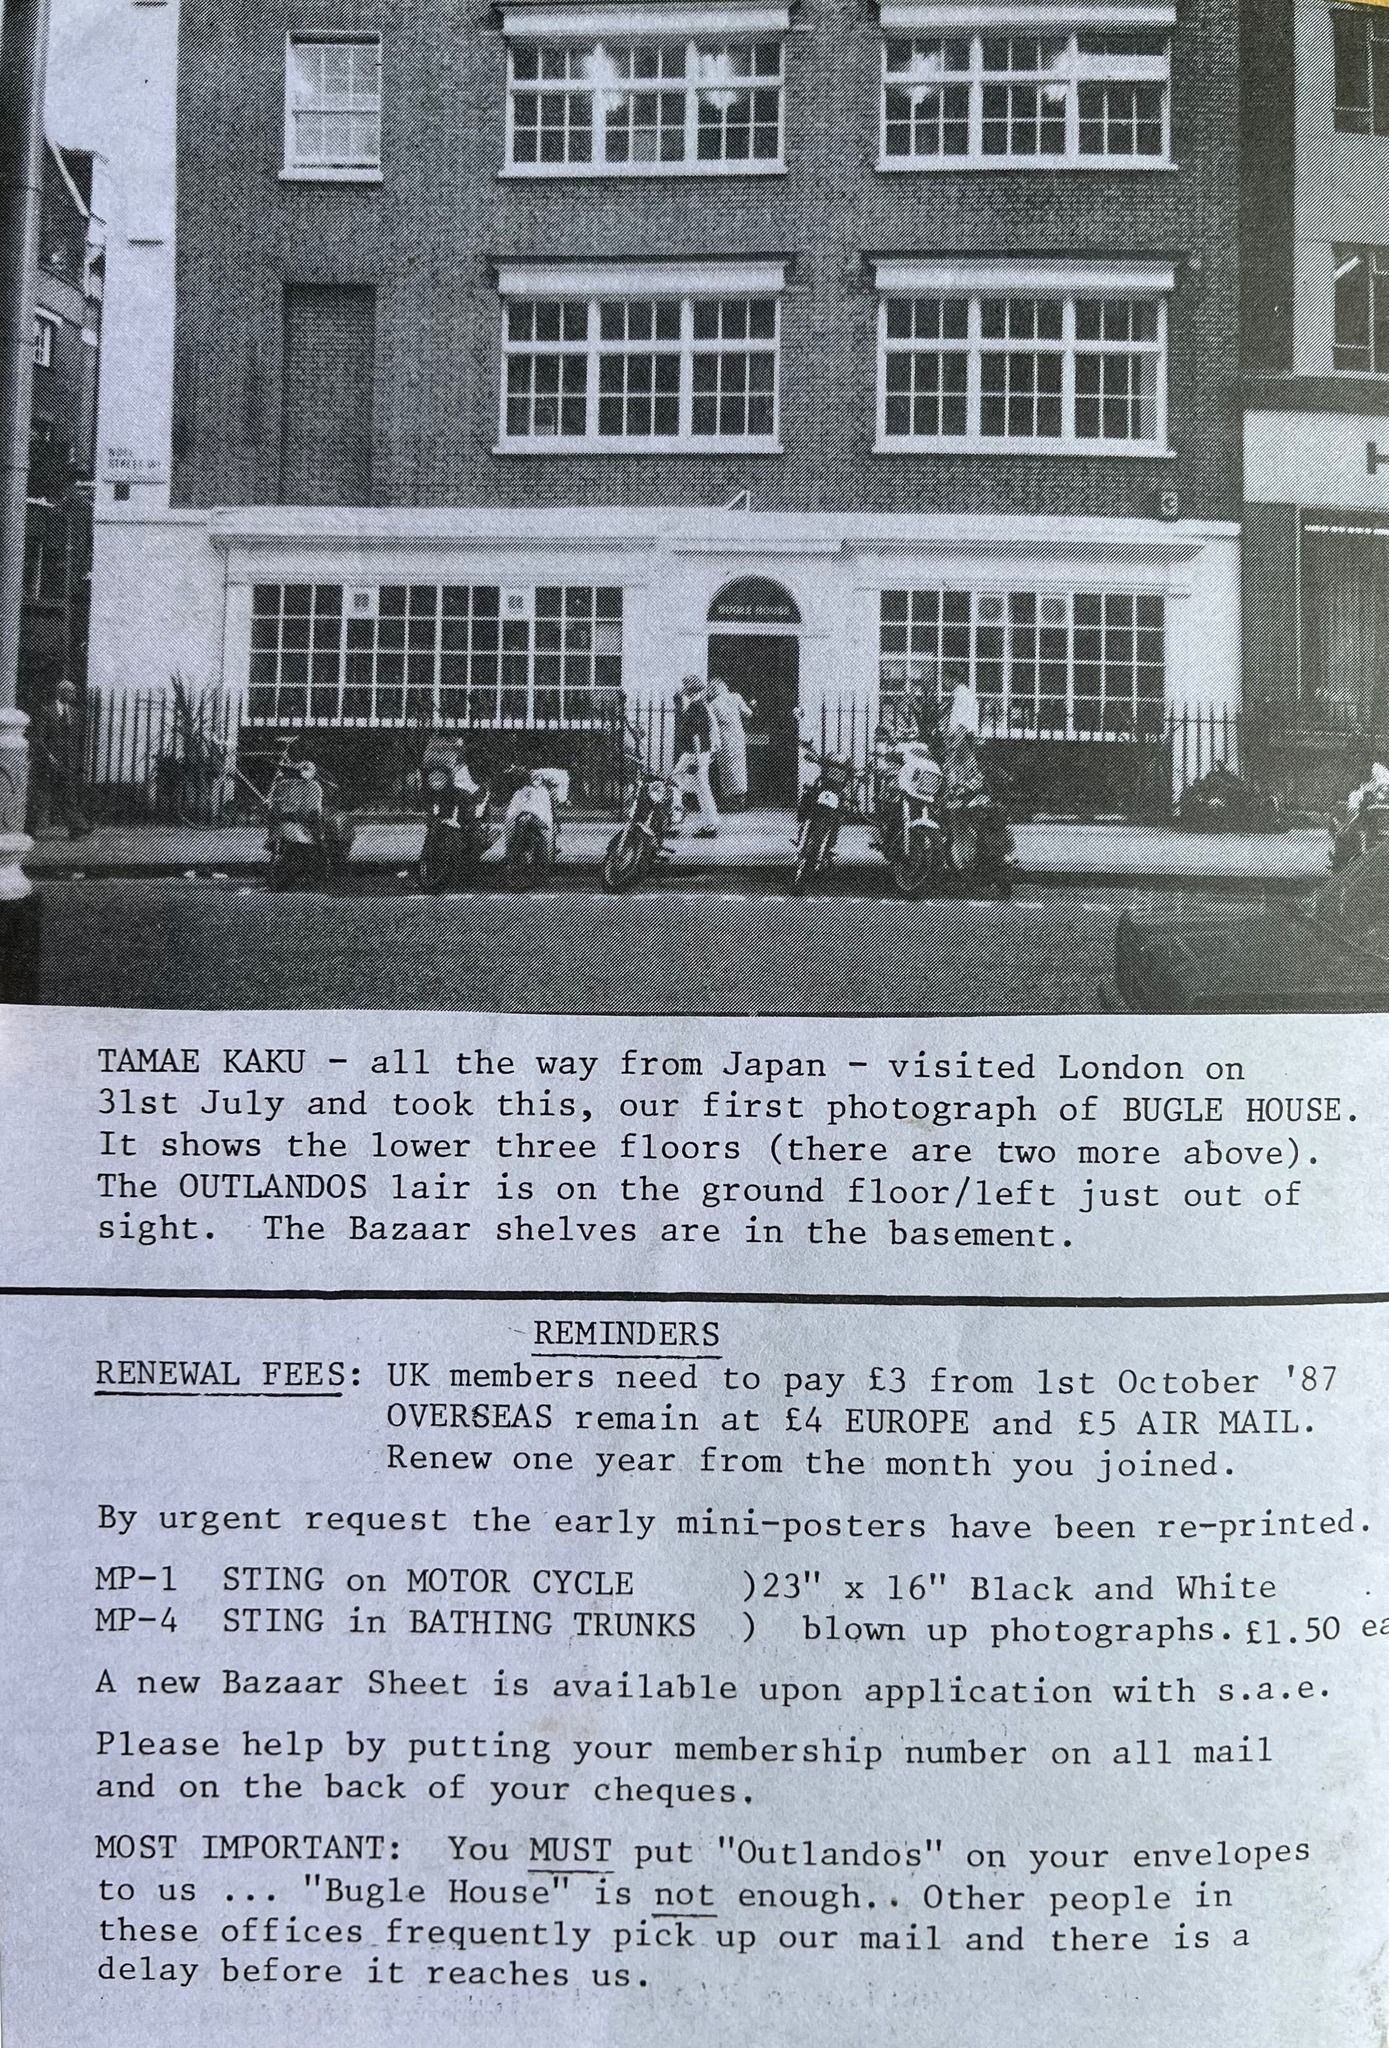 NOEL
STREET W1
BUGLE HOUSE
TAMAE KAKU - all the way from Japan - visited London on
31st July and took this, our first photograph of BUGLE HOUSE.
It shows the lower three floors (there are two more above).
The OUTLANDOS lair is on the ground floor/left just out of
sight. The Bazaar shelves are in the basement.
REMINDERS
RENEWAL FEES: UK members need to pay £3 from 1st October '87
OVERSEAS remain at £4 EUROPE and £5 AIR MAIL.
Renew one year from the month you joined.
By urgent request the early mini-posters have been re-printed.
MP-1 STING on MOTOR CYCLE )23" x 16" Black and White
MP-4 STING in BATHING TRUNKS ) blown up photographs. £1.50 ea
A new Bazaar Sheet is available upon application with s.a.e.
Please help by putting your membership number on all mail
and on the back of your cheques.
MOST IMPORTANT: You MUST put "Outlandos" on your envelopes
to us ... "Bugle House" is not enough.. Other people in
these offices frequently pick up our mail and there is a
delay before it reaches us.